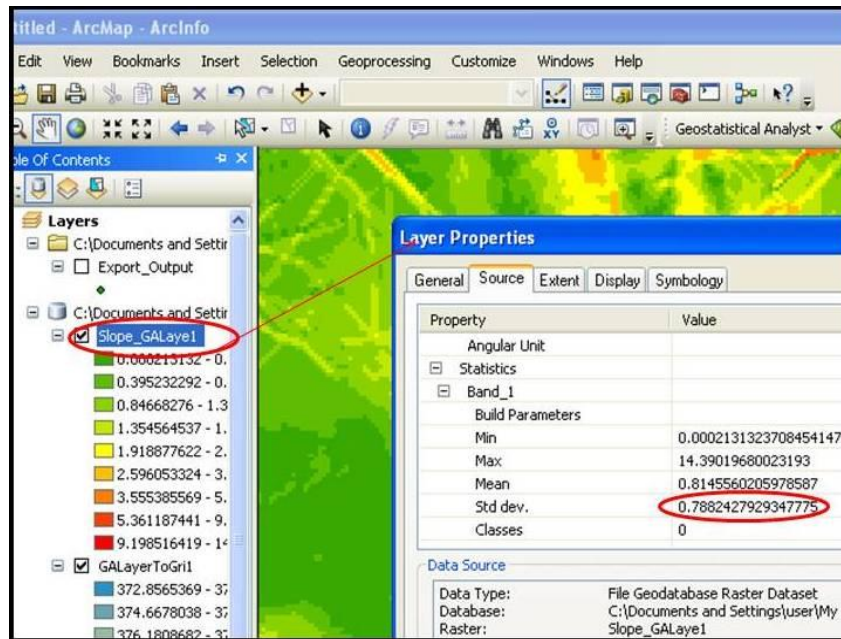 titled - ArcMap - ArcInfo
Edit View Bookmarks Insert Selection Geoprocessing Customize Windows Help
Geostatistical Analyst
ble Of Contents
Layers
C:\Documents and Settir
Export_Output
C:\Documents and Settir
Slope_GALaye1
0.000213132 - 0.
0.395232292 - 0.
0.84668276 - 1.3
1.354564537 - 1.
1.918877622 - 2.
2.596053324 - 3.
3.555385569 - 5.
5.361187441 - 9.
9.198516419 - 14
GALayerToGri1
372.8565369 - 37
374.6678038 - 37
376.1808682 - 37
Layer Properties
General Source Extent Display Symbology
Property Value
Angular Unit
Statistics
Band_1
Build Parameters
Min 0.0002131323708454147
Max 14.39019680023193
Mean 0.8145560205978587
Std dev. 0.7882427929347775
Classes 0
Data Source
Data Type: File Geodatabase Raster Dataset
Database: C:\Documents and Settings\user\My
Raster: Slope_GALaye1